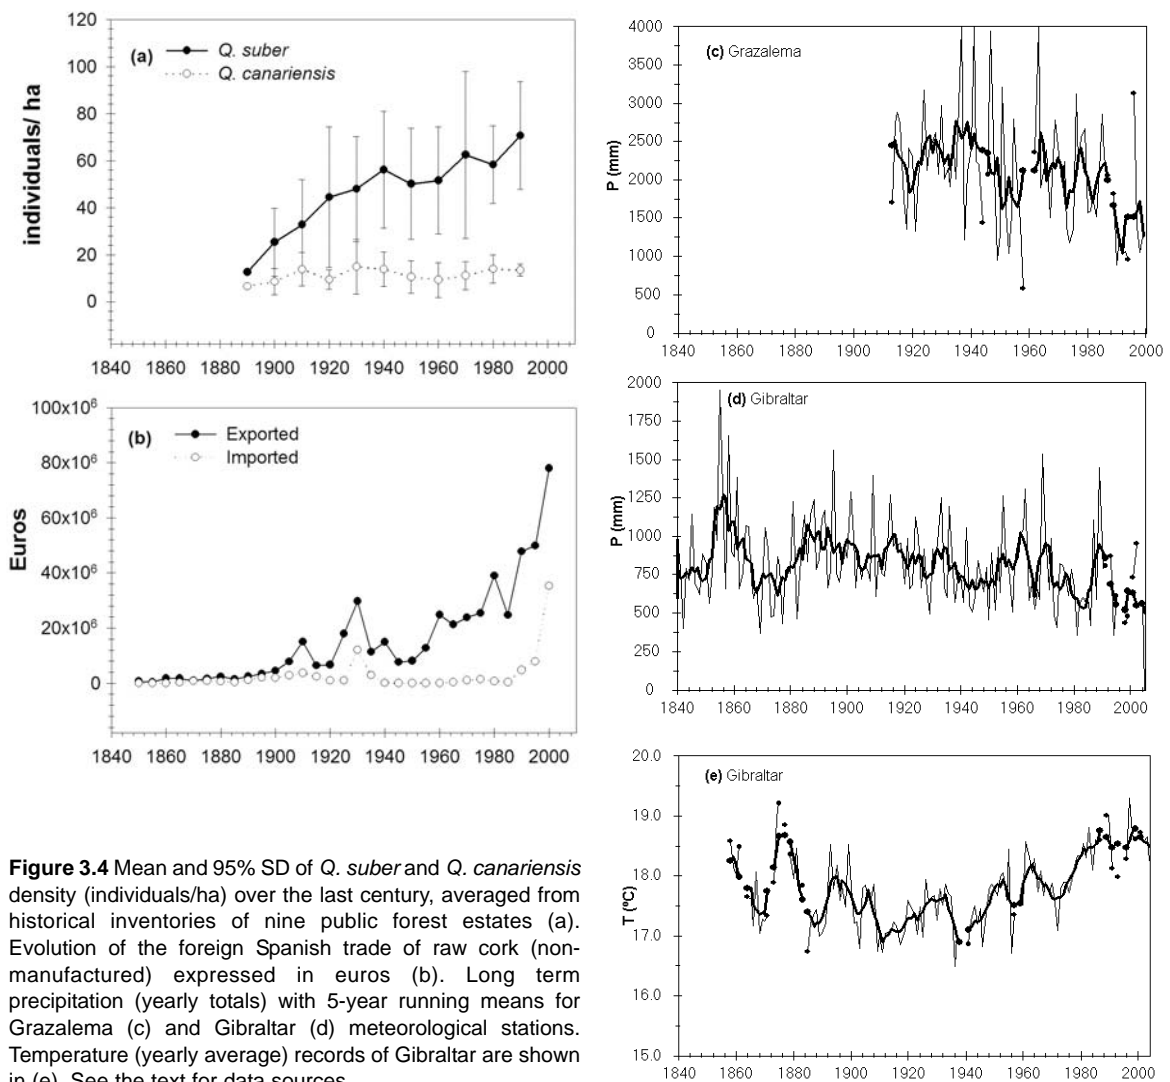 120
100
80
60
40
20
0
individuals/ ha
(a)
Q. suber
Q. canariensis
1840 1860 1880 1900 1920 1940 1960 1980 2000
100x10⁶
80x10⁶
60x10⁶
40x10⁶
20x10⁶
0
Euros
(b)
Exported
Imported
1840 1860 1880 1900 1920 1940 1960 1980 2000
4000
3500
3000
2500
2000
1500
1000
500
0
P (mm)
(c) Grazalema
1840 1860 1880 1900 1920 1940 1960 1980 2000
2000
1750
1500
1250
1000
750
500
250
0
P (mm)
(d) Gibraltar
1840 1860 1880 1900 1920 1940 1960 1980 2000
20.0
19.0
18.0
17.0
16.0
15.0
T (ºC)
(e) Gibraltar
1840 1860 1880 1900 1920 1940 1960 1980 2000
Figure 3.4 Mean and 95% SD of Q. suber and Q. canariensis
density (individuals/ha) over the last century, averaged from
historical inventories of nine public forest estates (a).
Evolution of the foreign Spanish trade of raw cork (non-
manufactured) expressed in euros (b). Long term
precipitation (yearly totals) with 5-year running means for
Grazalema (c) and Gibraltar (d) meteorological stations.
Temperature (yearly average) records of Gibraltar are shown
in (e). See the text for data sources.